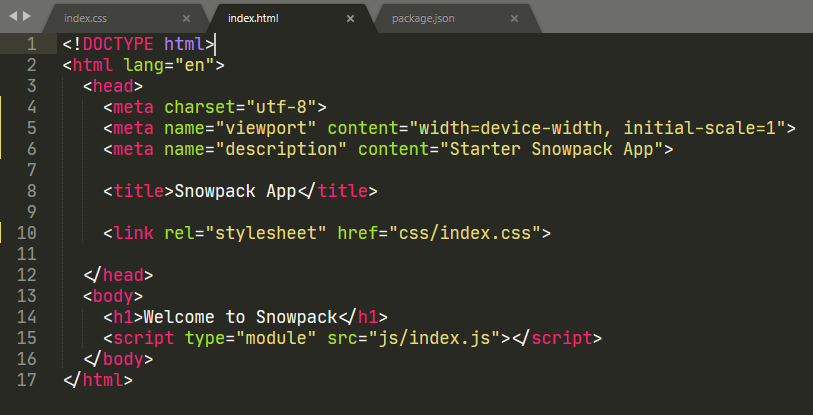 index.css × index.html × package.json ×
1 <!DOCTYPE html>
2 <html lang="en">
3   <head>
4     <meta charset="utf-8">
5     <meta name="viewport" content="width=device-width, initial-scale=1">
6     <meta name="description" content="Starter Snowpack App">
7
8     <title>Snowpack App</title>
9
10     <link rel="stylesheet" href="css/index.css">
11
12   </head>
13   <body>
14     <h1>Welcome to Snowpack</h1>
15     <script type="module" src="js/index.js"></script>
16   </body>
17 </html>